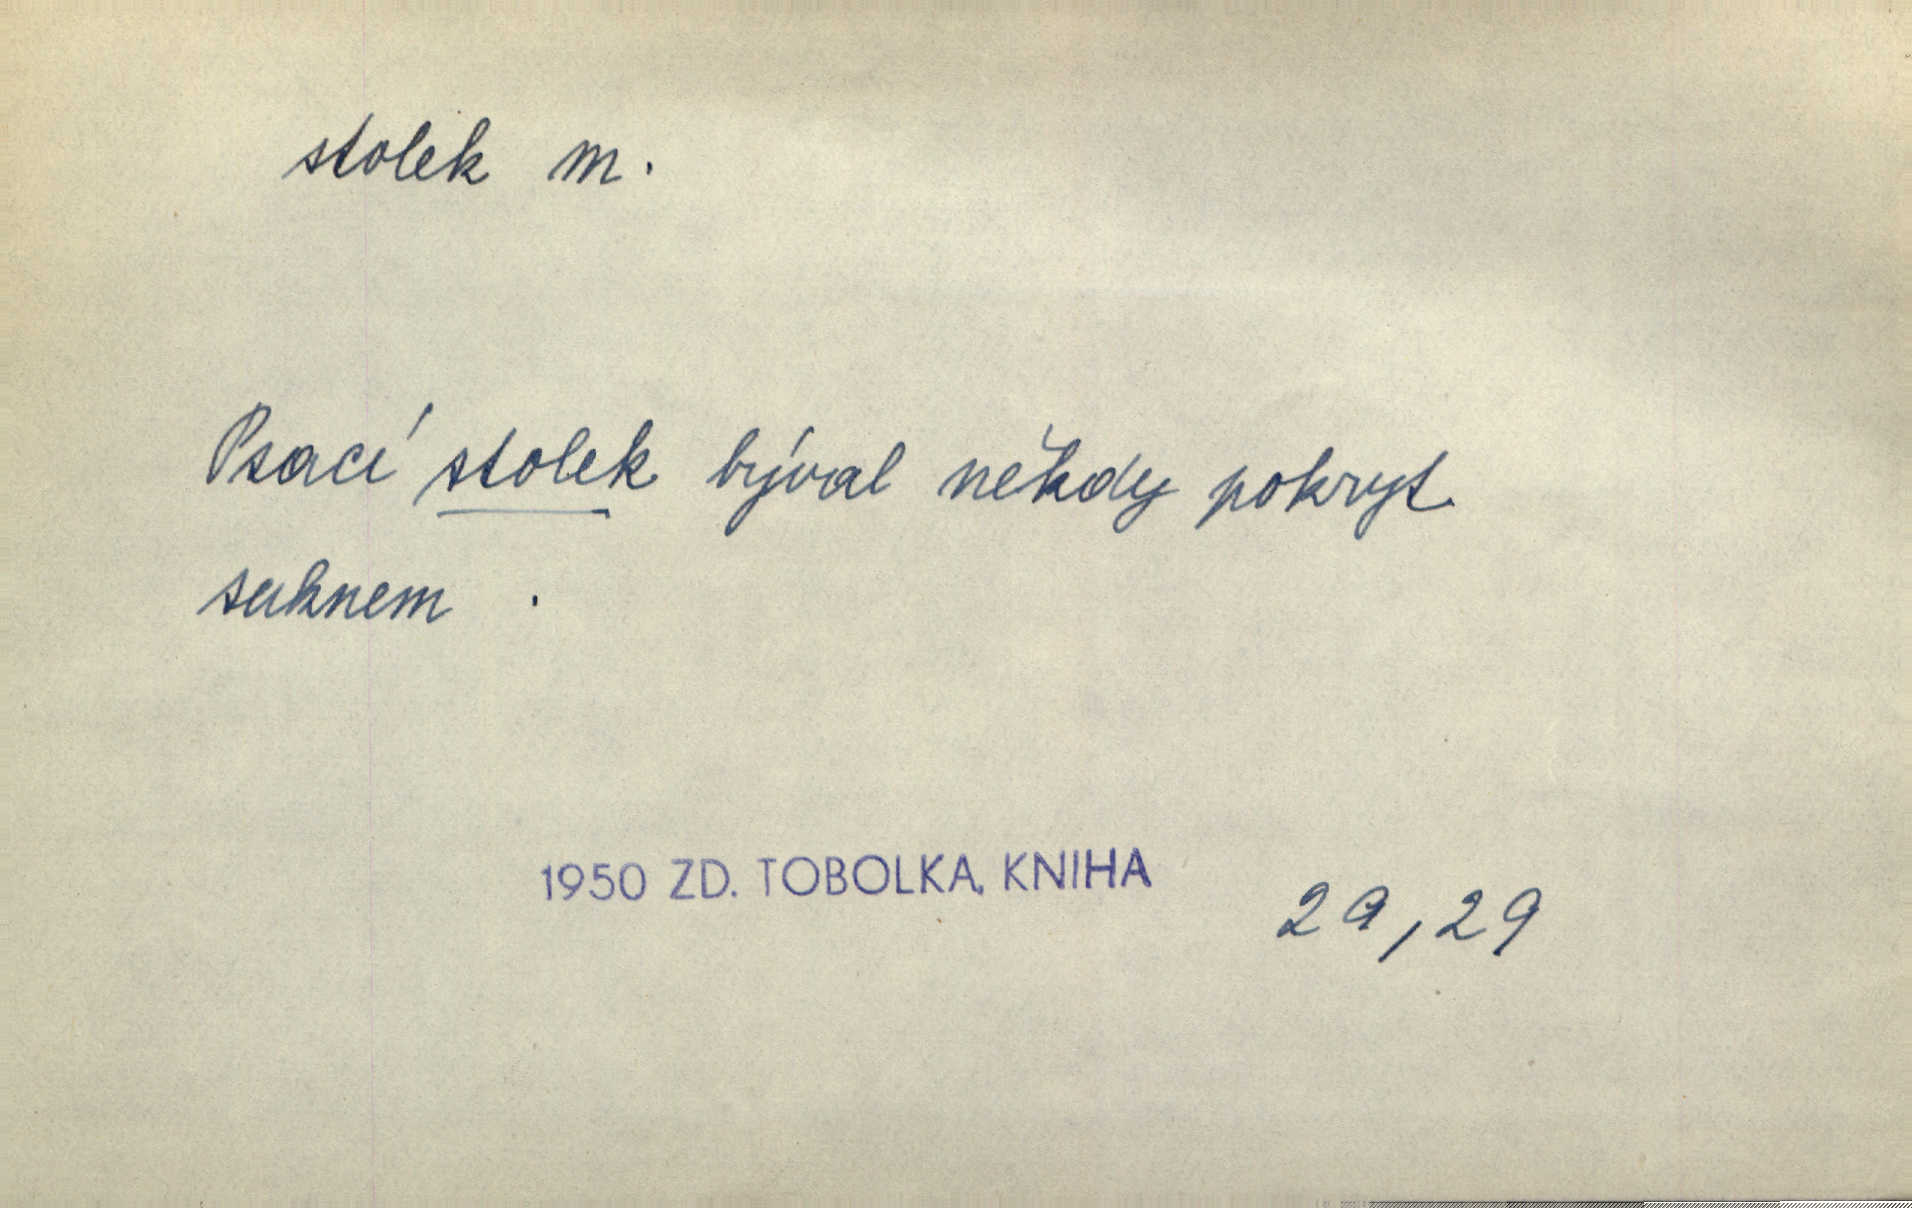 stolek m.
Psací stolek býval někdy pokryt
suknem .
1950 ZD. TOBOLKA, KNIHA
29, 29